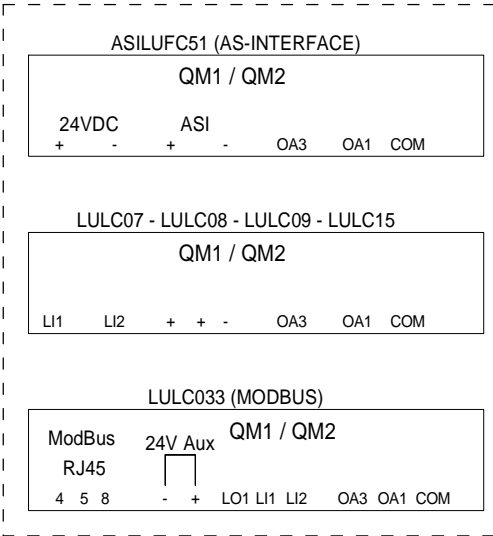 ASILUFC51 (AS-INTERFACE)
QM1 / QM2
24VDC ASI
+ - + - OA3 OA1 COM
LULC07 - LULC08 - LULC09 - LULC15
QM1 / QM2
LI1 LI2 + + - OA3 OA1 COM
LULC033 (MODBUS)
ModBus 24V Aux QM1 / QM2
RJ45
4 5 8 - + LO1 LI1 LI2 OA3 OA1 COM